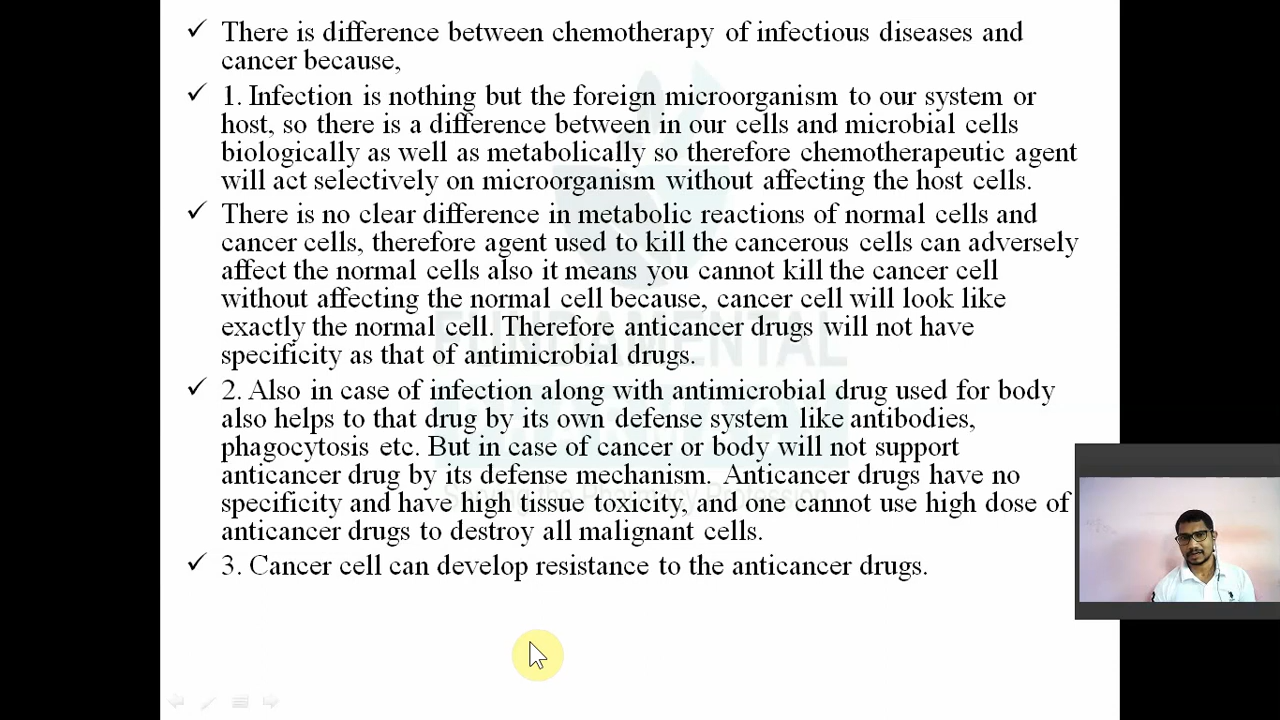 ✓ There is difference between chemotherapy of infectious diseases and
cancer because,
✓ 1. Infection is nothing but the foreign microorganism to our system or
host, so there is a difference between in our cells and microbial cells
biologically as well as metabolically so therefore chemotherapeutic agent
will act selectively on microorganism without affecting the host cells.
✓ There is no clear difference in metabolic reactions of normal cells and
cancer cells, therefore agent used to kill the cancerous cells can adversely
affect the normal cells also it means you cannot kill the cancer cell
without affecting the normal cell because, cancer cell will look like
exactly the normal cell. Therefore anticancer drugs will not have
specificity as that of antimicrobial drugs.
✓ 2. Also in case of infection along with antimicrobial drug used for body
also helps to that drug by its own defense system like antibodies,
phagocytosis etc. But in case of cancer or body will not support
anticancer drug by its defense mechanism. Anticancer drugs have no
specificity and have high tissue toxicity, and one cannot use high dose of
anticancer drugs to destroy all malignant cells.
✓ 3. Cancer cell can develop resistance to the anticancer drugs.
FUNDAMENTAL